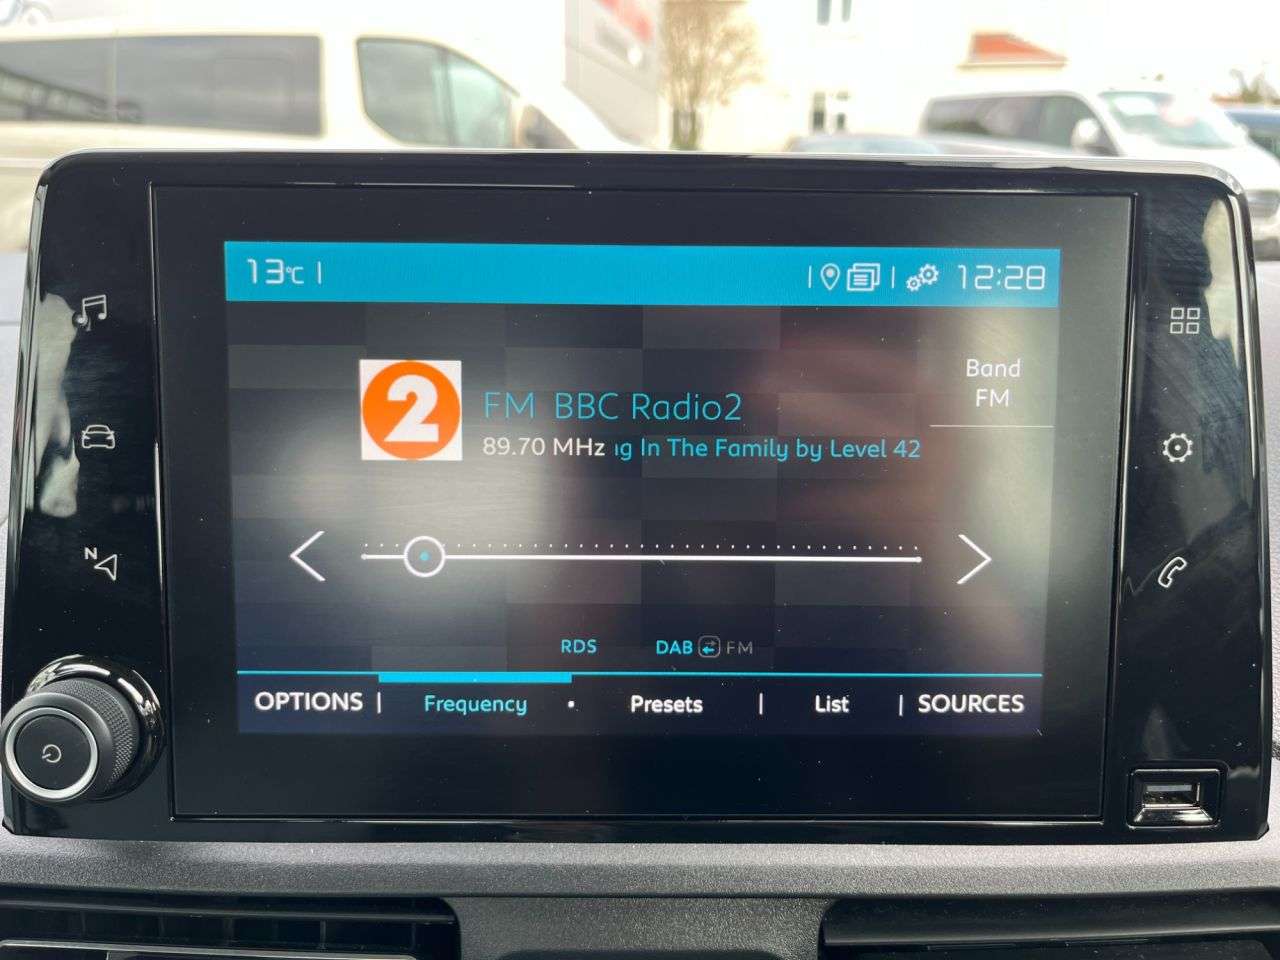 13°C
12:28
Band
FM
2
FM BBC Radio2
89.70 MHz g In The Family by Level 42
N
RDS
DAB FM
OPTIONS Frequency Presets List SOURCES